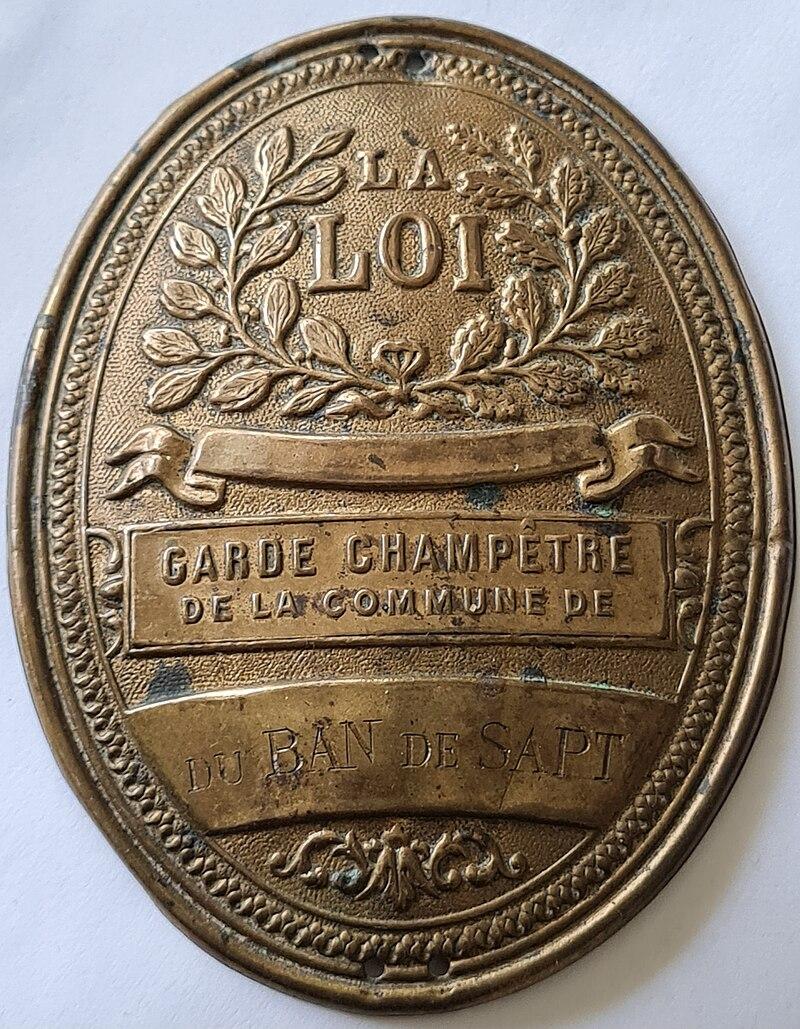 LA
LOI
GARDE CHAMPÊTRE
DE LA COMMUNE DE
DU BAN DE SAPT